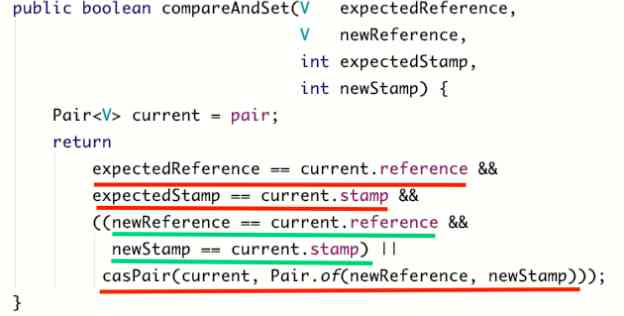 public boolean compareAndSet(V   expectedReference,
                             V   newReference,
                             int expectedStamp,
                             int newStamp) {
    Pair<V> current = pair;
    return
        expectedReference == current.reference &&
        expectedStamp == current.stamp &&
        ((newReference == current.reference &&
          newStamp == current.stamp) ||
         casPair(current, Pair.of(newReference, newStamp)));
}